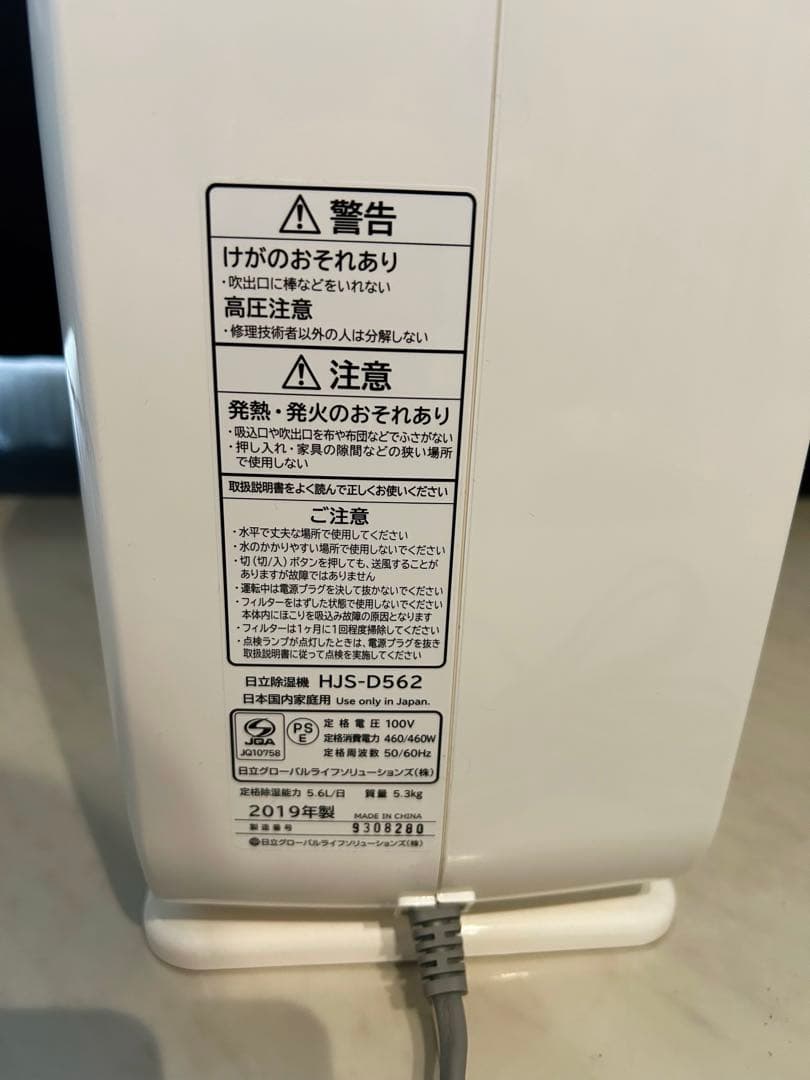 ⚠ 警告
けがのおそれあり
・吹出口に棒などをいれない
高圧注意
・修理技術者以外の人は分解しない
⚠ 注意
発熱・発火のおそれあり
・吸込口や吹出口を布や布団などでふさがない
・押し入れ・家具の隙間などの狭い場所
で使用しない
取扱説明書をよく読んで正しくお使いください
ご注意
・水平で丈夫な場所で使用してください
・水のかかりやすい場所で使用しないでください
・切(切/入)ボタンを押しても、送風することが
ありますが故障ではありません
・運転中は電源プラグを決して抜かないでください
・フィルターをはずした状態で使用しないでください
本体内にほこりを吸込み故障の原因となります
・フィルターは1ヶ月に1回程度掃除してください
・点検ランプが点灯したときは、電源プラグを抜き
取扱説明書に従って点検を実施してください
日立除湿機 HJS-D562
日本国内家庭用 Use only in Japan.
JQA
JQ10758
PS
E
定格電圧 100V
定格消費電力 460/460W
定格周波数 50/60Hz
日立グローバルライフソリューションズ(株)
定格除湿能力 5.6L/日 質量 5.3kg
2019年製 MADE IN CHINA
製造番号 9308280
日立グローバルライフソリューションズ(株)